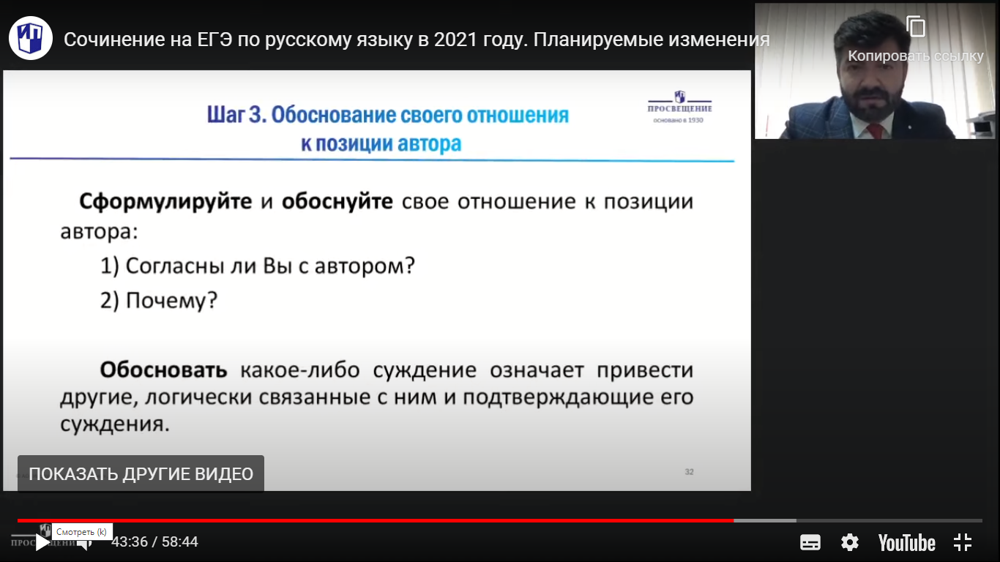 ИП
Сочинение на ЕГЭ по русскому языку в 2021 году. Планируемые изменения
Копировать ссылку
Шаг 3. Обоснование своего отношения
к позиции автора
ПРОСВЕЩЕНИЕ
основано в 1930
Сформулируйте и обоснуйте свое отношение к позиции
автора:
1) Согласны ли Вы с автором?
2) Почему?
Обосновать какое-либо суждение означает привести
другие, логически связанные с ним и подтверждающие его
суждения.
ПОКАЗАТЬ ДРУГИЕ ВИДЕО
32
Смотреть (k)
43:36 / 58:44
YouTube